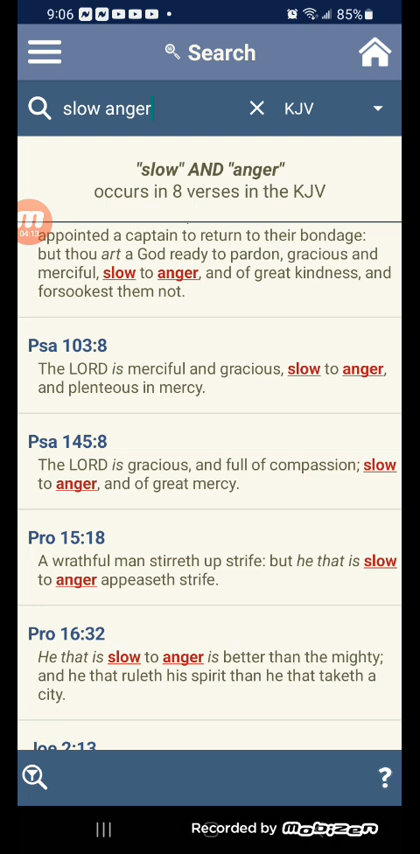 9:06
85%
Search
slow anger
KJV
"slow" AND "anger"
occurs in 8 verses in the KJV
04:13
appointed a captain to return to their bondage:
but thou art a God ready to pardon, gracious and
merciful, slow to anger, and of great kindness, and
forsookest them not.
Psa 103:8
The LORD is merciful and gracious, slow to anger,
and plenteous in mercy.
Psa 145:8
The LORD is gracious, and full of compassion; slow
to anger, and of great mercy.
Pro 15:18
A wrathful man stirreth up strife: but he that is slow
to anger appeaseth strife.
Pro 16:32
He that is slow to anger is better than the mighty;
and he that ruleth his spirit than he that taketh a
city.
Joe 2:13
?
Recorded by mobizen